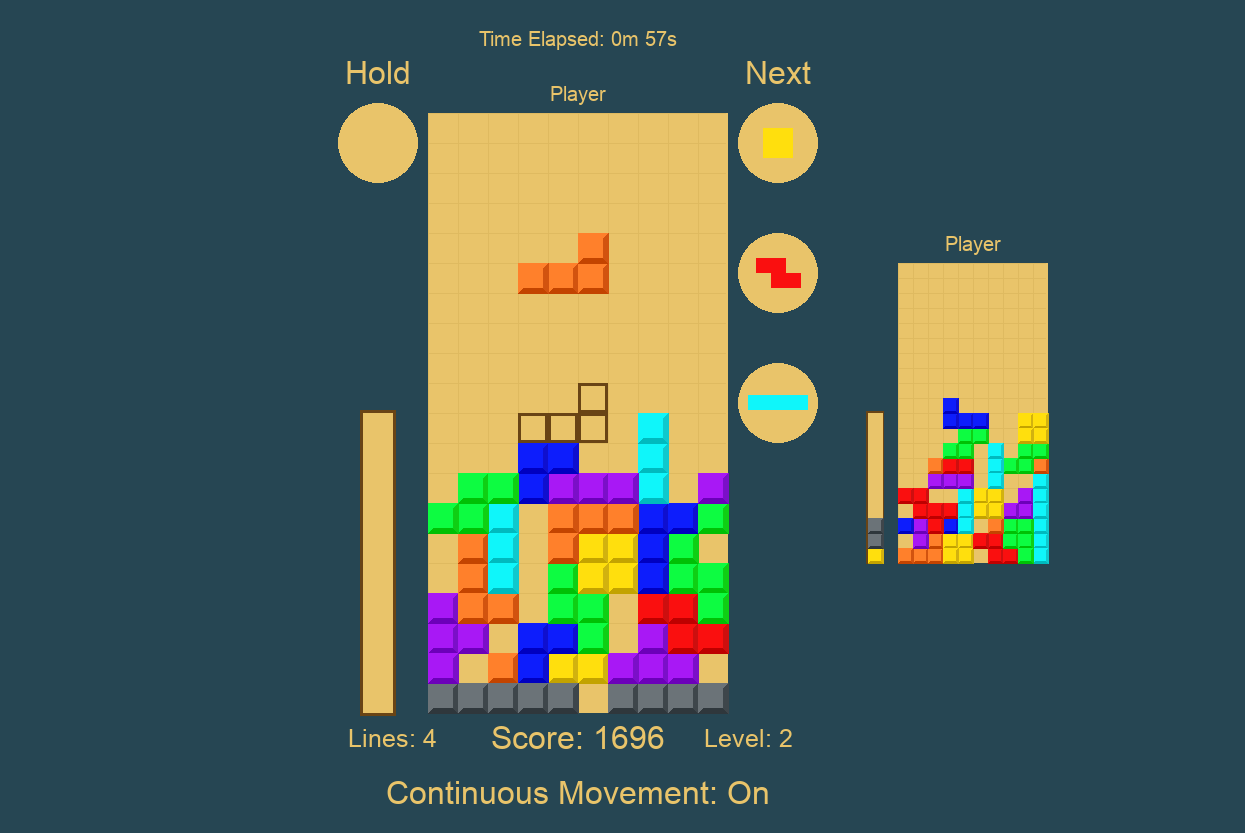 Time Elapsed: 0m 57s
Hold
Next
Player
Player
Lines: 4
Score: 1696
Level: 2
Continuous Movement: On